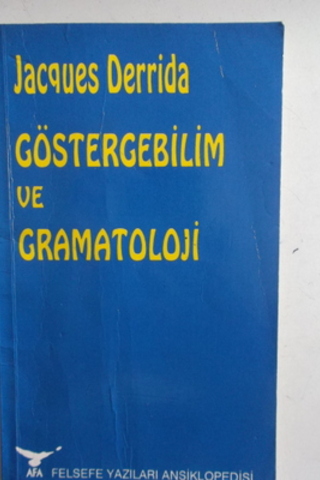 Jacques Derrida
GÖSTERGEBİLİM
VE
GRAMATOLOJİ
AFA
FELSEFE YAZILARI ANSİKLOPEDİSİ